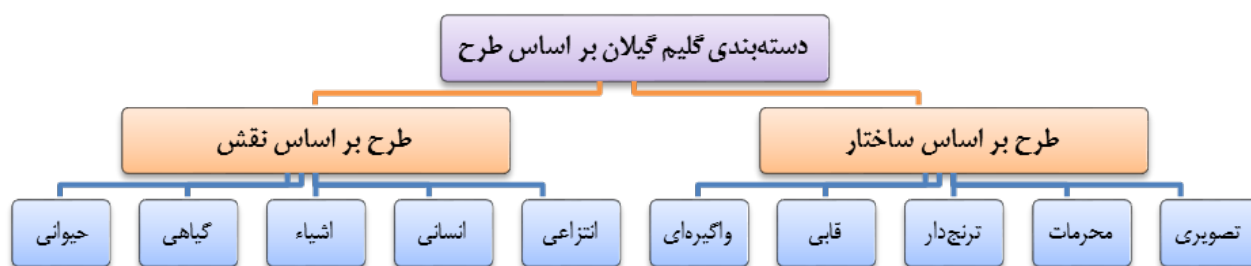 دسته‌بندی گلیم گیلان بر اساس طرح
طرح بر اساس ساختار
طرح بر اساس نقش
تصویری
محرمات
ترنج‌دار
قابی
واگیره‌ای
انتزاعی
انسانی
اشیاء
گیاهی
حیوانی